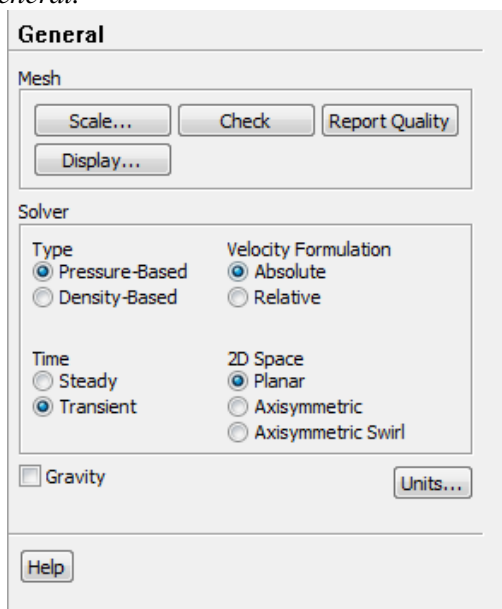 General
Mesh
Scale... Check Report Quality
Display...
Solver
Type Velocity Formulation
Pressure-Based Absolute
Density-Based Relative
Time 2D Space
Steady Planar
Transient Axisymmetric
Axisymmetric Swirl
Gravity Units...
Help